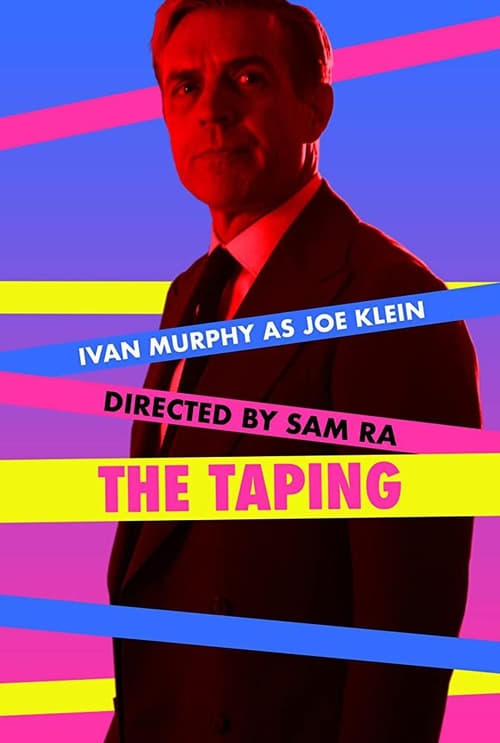 IVAN MURPHY AS JOE KLEIN
DIRECTED BY SAM RA
THE TAPING